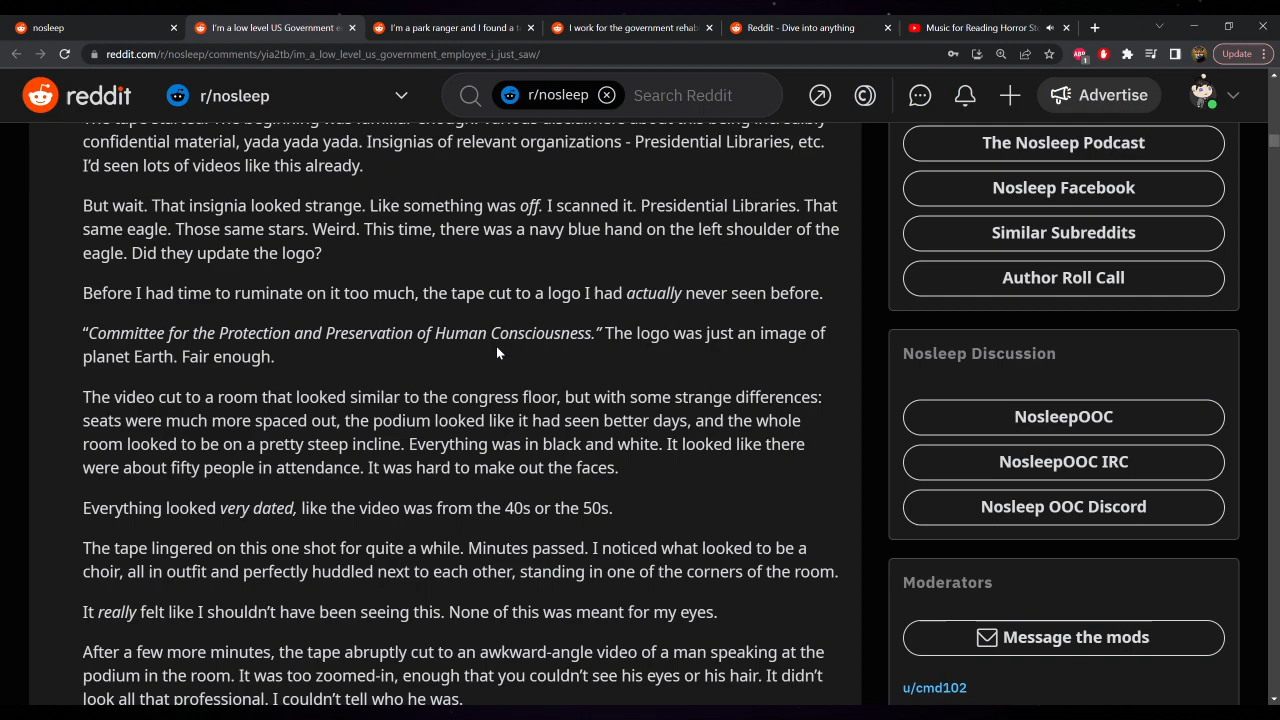 nosleep
I'm a low level US Government e
I'm a park ranger and I found a t
I work for the government rehab
Reddit - Dive into anything
Music for Reading Horror St
reddit.com/r/nosleep/comments/yia2tb/im_a_low_level_us_government_employee_i_just_saw/
ABP
1
Update
reddit
r/nosleep
r/nosleep
Search Reddit
Advertise
The tape started. The beginning was familiar enough.
confidential material, yada yada yada. Insignias of relevant organizations - Presidential Libraries, etc.
I'd seen lots of videos like this already.
But wait. That insignia looked strange. Like something was off. I scanned it. Presidential Libraries. That
same eagle. Those same stars. Weird. This time, there was a navy blue hand on the left shoulder of the
eagle. Did they update the logo?
Before I had time to ruminate on it too much, the tape cut to a logo I had actually never seen before.
“Committee for the Protection and Preservation of Human Consciousness.” The logo was just an image of
planet Earth. Fair enough.
The video cut to a room that looked similar to the congress floor, but with some strange differences:
seats were much more spaced out, the podium looked like it had seen better days, and the whole
room looked to be on a pretty steep incline. Everything was in black and white. It looked like there
were about fifty people in attendance. It was hard to make out the faces.
Everything looked very dated, like the video was from the 40s or the 50s.
The tape lingered on this one shot for quite a while. Minutes passed. I noticed what looked to be a
choir, all in outfit and perfectly huddled next to each other, standing in one of the corners of the room.
It really felt like I shouldn't have been seeing this. None of this was meant for my eyes.
After a few more minutes, the tape abruptly cut to an awkward-angle video of a man speaking at the
podium in the room. It was too zoomed-in, enough that you couldn't see his eyes or his hair. It didn't
look all that professional. I couldn't tell who he was.
The Nosleep Podcast
Nosleep Facebook
Similar Subreddits
Author Roll Call
Nosleep Discussion
NosleepOOC
NosleepOOC IRC
Nosleep OOC Discord
Moderators
Message the mods
u/cmd102